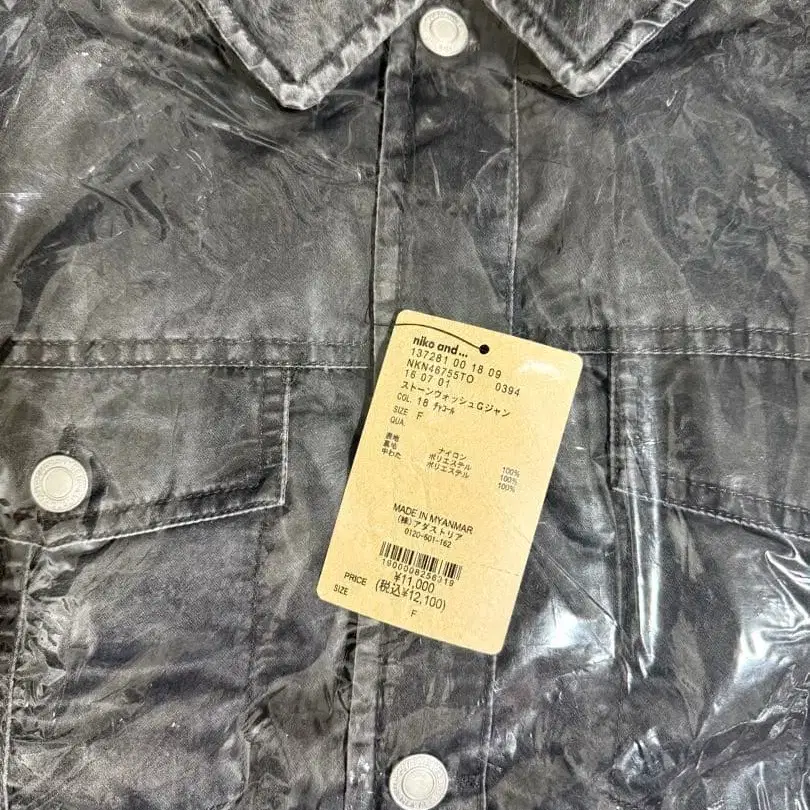 niko and...
137281 00 18 09
NKN46755TO 0394
18 07 01
ストーンウォッシュGジャン
COL. 18 チャコール
SIZE F
QUA.
表地 ナイロン 100%
裏地 ポリエステル 100%
中わた ポリエステル 100%
MADE IN MYANMAR
(株)アダストリア
0120-601-162
1900008256319
PRICE ¥11,000
(税込¥12,100)
SIZE F